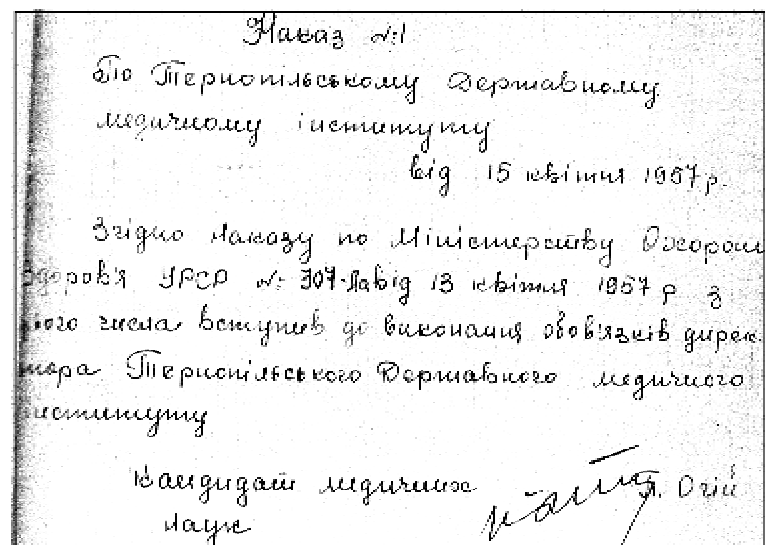 Наказ №1
По Тернопільському Державному
медичному інституту
від 15 квітня 1957 р.
Згідно наказу по Міністерству Охорони
здоров'я УРСР № 307-Л від 13 квітня 1957 р з
цього числа вступив до виконання обов'язків дирек-
тора Тернопільського Державного медичного
інституту
Кандидат медичних П. Огій
наук